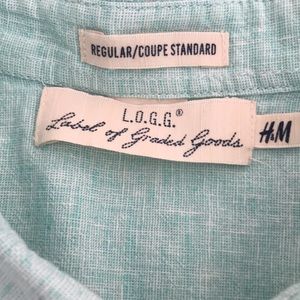 REGULAR/COUPE STANDARD
L.O.G.G.®
Label of Graded Goods
H&M